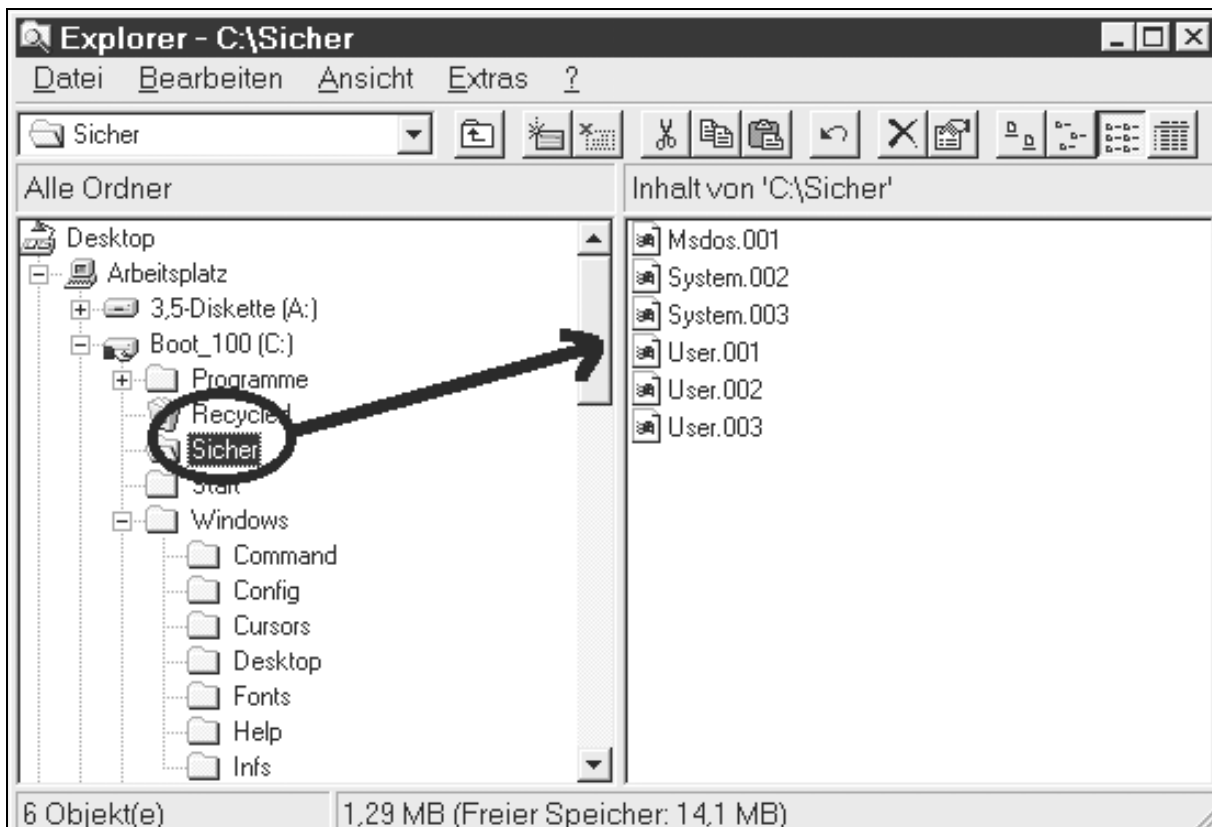 Explorer - C:\Sicher
Datei Bearbeiten Ansicht Extras ?
Sicher
Alle Ordner
Inhalt von 'C:\Sicher'
Desktop
Arbeitsplatz
3,5-Diskette (A:)
Boot_100 (C:)
Programme
Recycled
Sicher
Start
Windows
Command
Config
Cursors
Desktop
Fonts
Help
Infs
Msdos.001
System.002
System.003
User.001
User.002
User.003
6 Objekt(e)
1,29 MB (Freier Speicher: 14,1 MB)